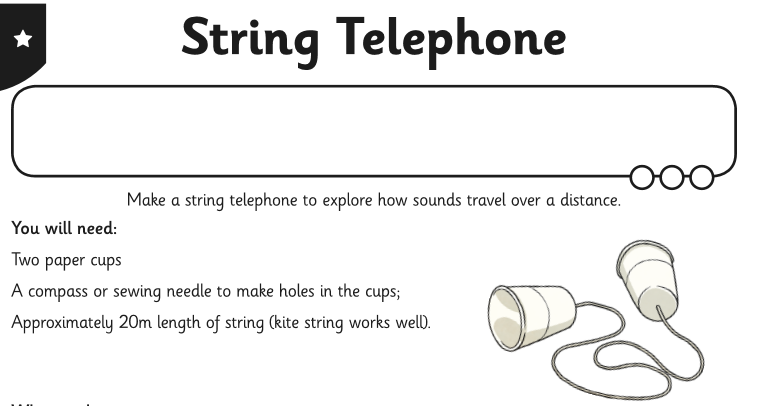 String Telephone
Make a string telephone to explore how sounds travel over a distance.
You will need:
Two paper cups
A compass or sewing needle to make holes in the cups;
Approximately 20m length of string (kite string works well).